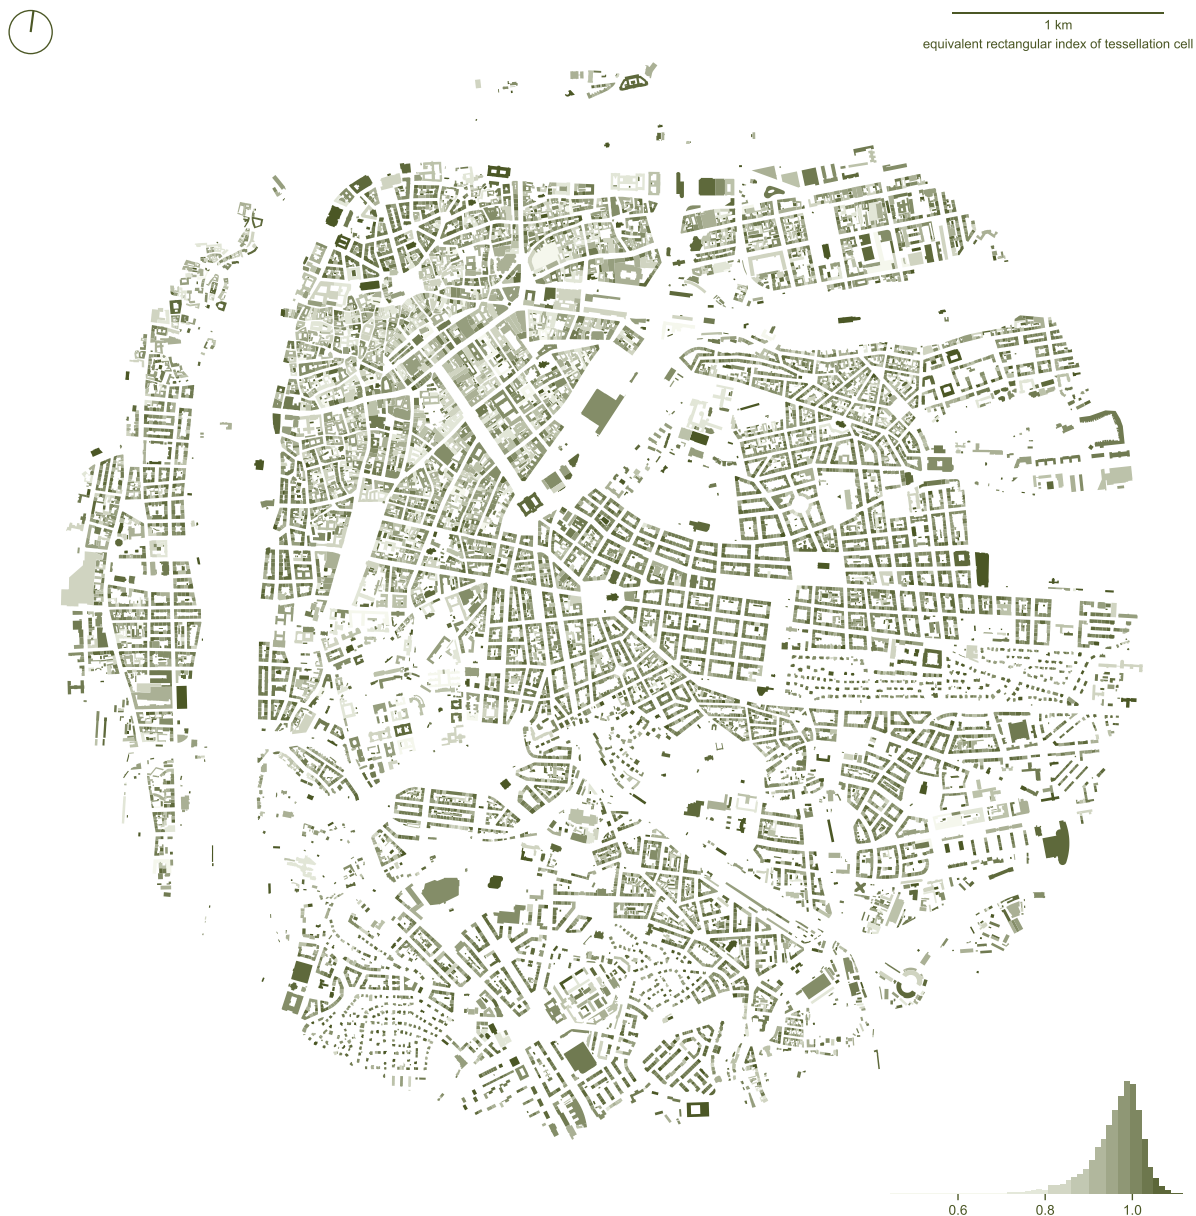 1 km
equivalent rectangular index of tessellation cell
0.6 0.8 1.0